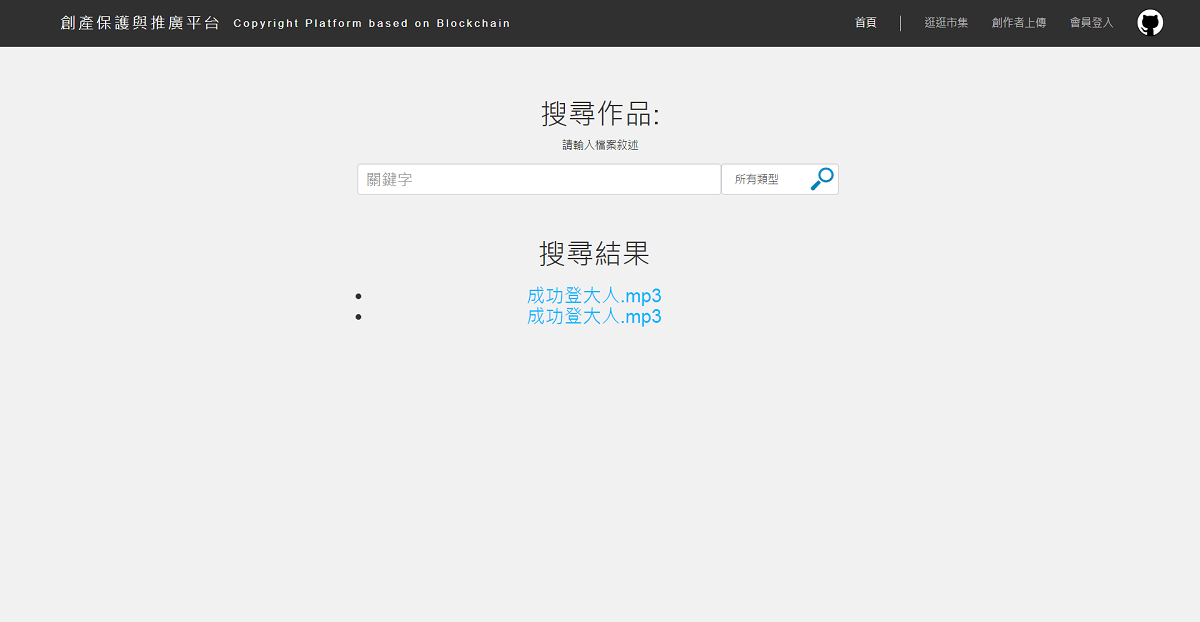 創產保護與推廣平台 Copyright Platform based on Blockchain 首頁 | 逛逛市集 創作者上傳 會員登入
搜尋作品:
請輸入檔案敘述
關鍵字 所有類型
搜尋結果
成功登大人.mp3
成功登大人.mp3